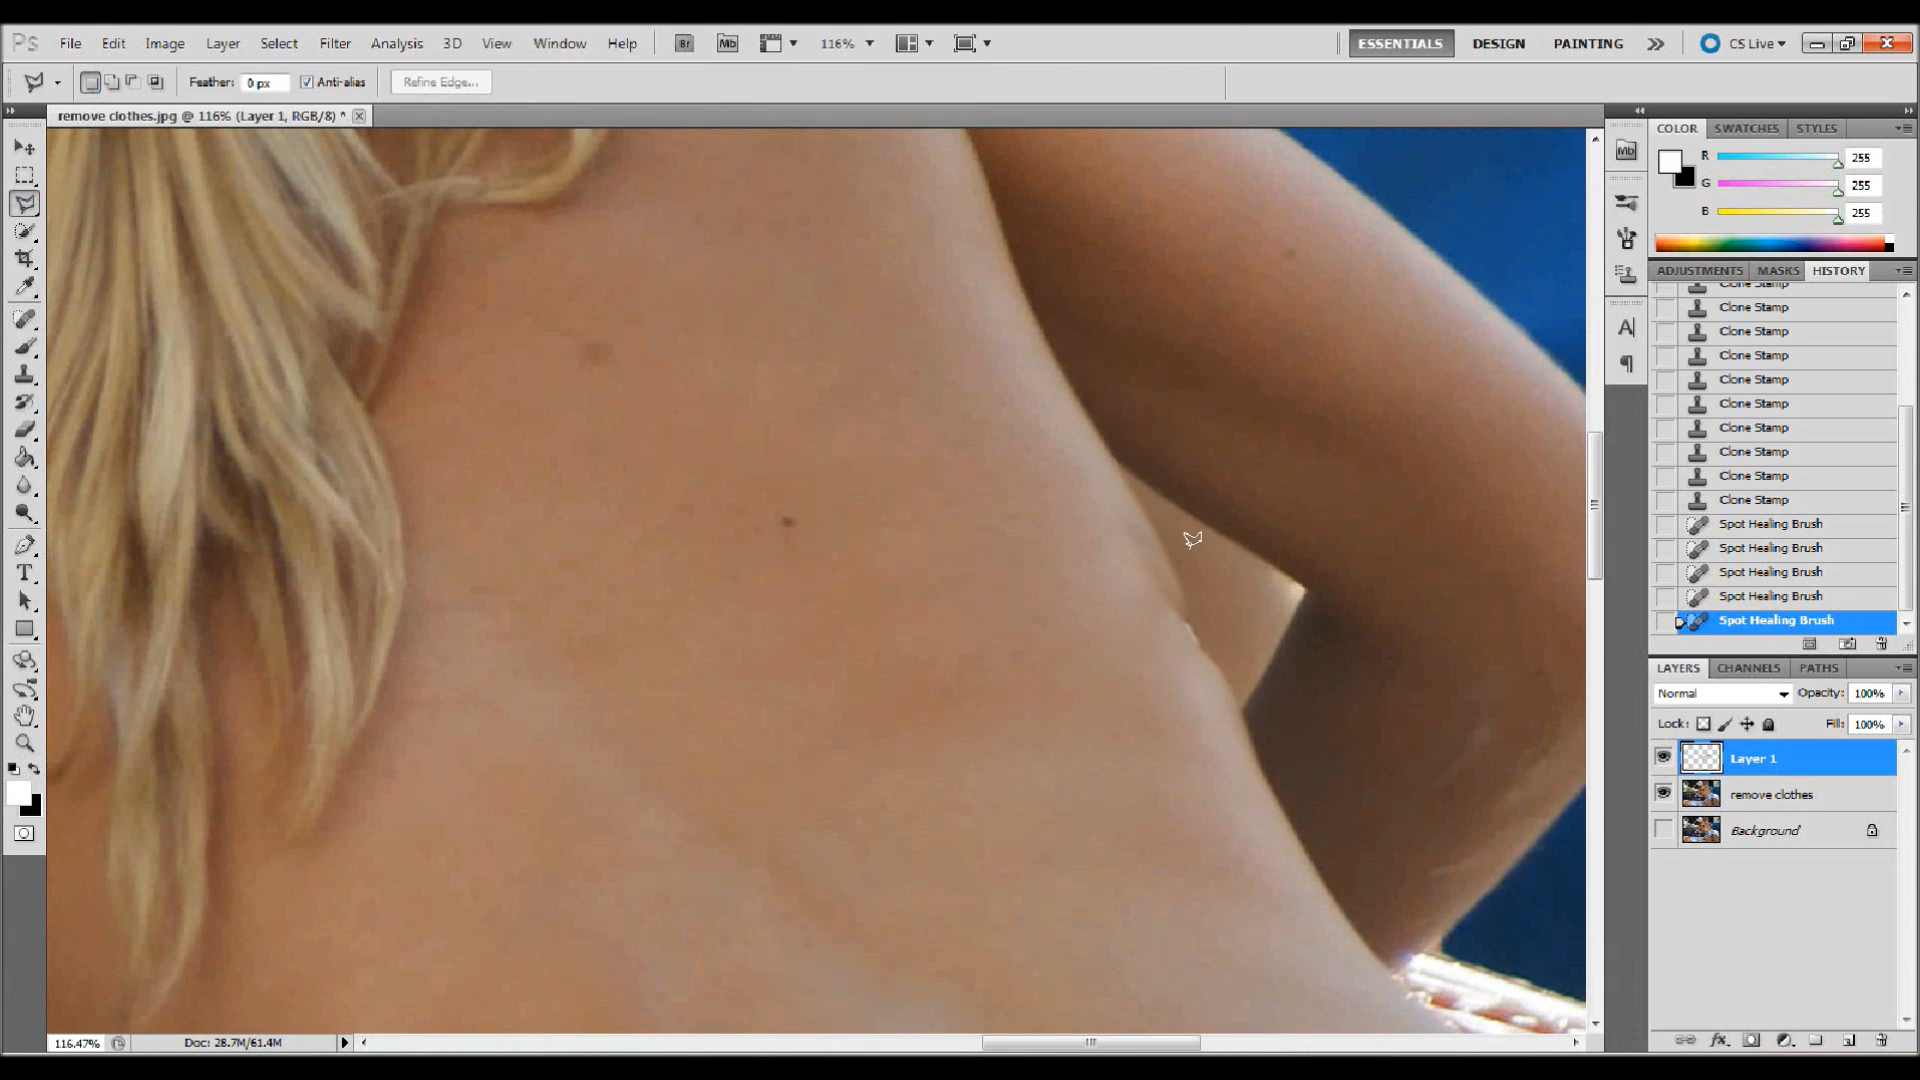 Ps File Edit Image Layer Select Filter Analysis 3D View Window Help Br Mb 116% ESSENTIALS DESIGN PAINTING CS Live
Feather: 0 px Anti-alias Refine Edge...
remove clothes.jpg @ 116% (Layer 1, RGB/8) *
COLOR SWATCHES STYLES
Mb
R 255
G 255
B 255
ADJUSTMENTS MASKS HISTORY
Clone Stamp
Clone Stamp
Clone Stamp
Clone Stamp
Clone Stamp
Clone Stamp
Clone Stamp
Clone Stamp
Clone Stamp
Clone Stamp
Spot Healing Brush
Spot Healing Brush
Spot Healing Brush
Spot Healing Brush
Spot Healing Brush
LAYERS CHANNELS PATHS
Normal Opacity: 100%
Lock: Fill: 100%
Layer 1
remove clothes
Background
116.47% Doc: 28.7M/61.4M